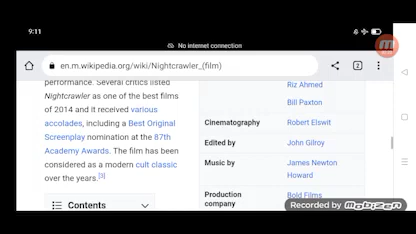 9:11
No internet connection
en.m.wikipedia.org/wiki/Nightcrawler_(film)
2
performance. Several critics listed
Nightcrawler as one of the best films
of 2014 and it received various
accolades, including a Best Original
Screenplay nomination at the 87th
Academy Awards. The film has been
considered as a modern cult classic
over the years.[3]
Contents
Riz Ahmed
Bill Paxton
Cinematography Robert Elswit
Edited by John Gilroy
Music by James Newton
Howard
Production Bold Films
company
Recorded by Mobizen